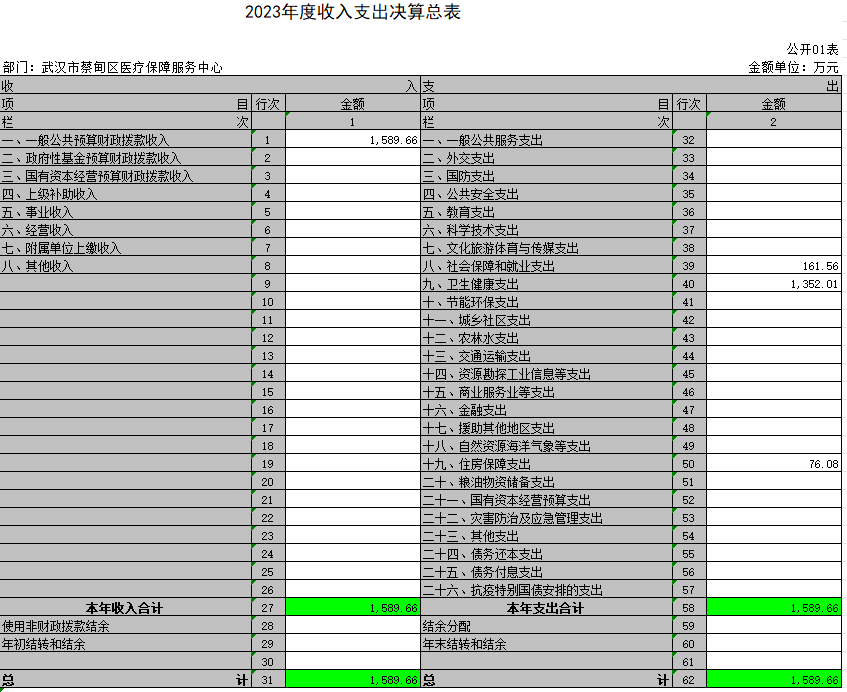 2023年度收入支出决算总表
公开01表
部门：武汉市蔡甸区医疗保障服务中心 金额单位：万元
收 入 支 出
项 目 行次 金额 项 目 行次 金额
栏 次 1 栏 次 2
一、一般公共预算财政拨款收入 1 1,589.66 一、一般公共服务支出 32
二、政府性基金预算财政拨款收入 2 二、外交支出 33
三、国有资本经营预算财政拨款收入 3 三、国防支出 34
四、上级补助收入 4 四、公共安全支出 35
五、事业收入 5 五、教育支出 36
六、经营收入 6 六、科学技术支出 37
七、附属单位上缴收入 7 七、文化旅游体育与传媒支出 38
八、其他收入 8 八、社会保障和就业支出 39 161.56
9 九、卫生健康支出 40 1,352.01
10 十、节能环保支出 41
11 十一、城乡社区支出 42
12 十二、农林水支出 43
13 十三、交通运输支出 44
14 十四、资源勘探工业信息等支出 45
15 十五、商业服务业等支出 46
16 十六、金融支出 47
17 十七、援助其他地区支出 48
18 十八、自然资源海洋气象等支出 49
19 十九、住房保障支出 50 76.08
20 二十、粮油物资储备支出 51
21 二十一、国有资本经营预算支出 52
22 二十二、灾害防治及应急管理支出 53
23 二十三、其他支出 54
24 二十四、债务还本支出 55
25 二十五、债务付息支出 56
26 二十六、抗疫特别国债安排的支出 57
本年收入合计 27 1,589.66 本年支出合计 58 1,589.66
使用非财政拨款结余 28 结余分配 59
年初结转和结余 29 年末结转和结余 60
30 61
总 计 31 1,589.66 总 计 62 1,589.66